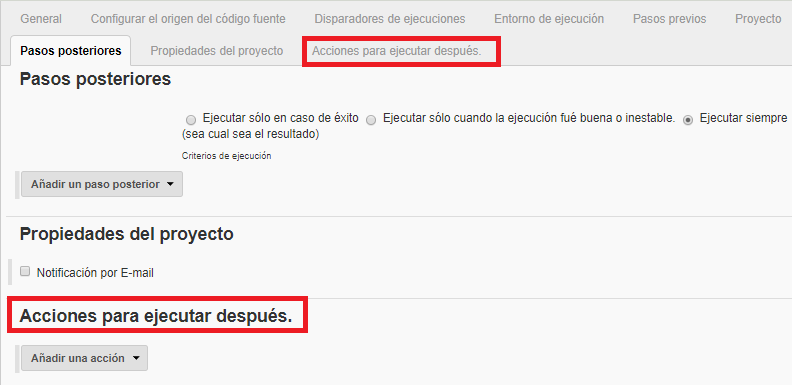 General Configurar el origen del código fuente Disparadores de ejecuciones Entorno de ejecución Pasos previos Proyecto
Pasos posteriores Propiedades del proyecto Acciones para ejecutar después.
Pasos posteriores
Ejecutar sólo en caso de éxito Ejecutar sólo cuando la ejecución fué buena o inestable. Ejecutar siempre
(sea cual sea el resultado)
Criterios de ejecución
Añadir un paso posterior
Propiedades del proyecto
Notificación por E-mail
Acciones para ejecutar después.
Añadir una acción